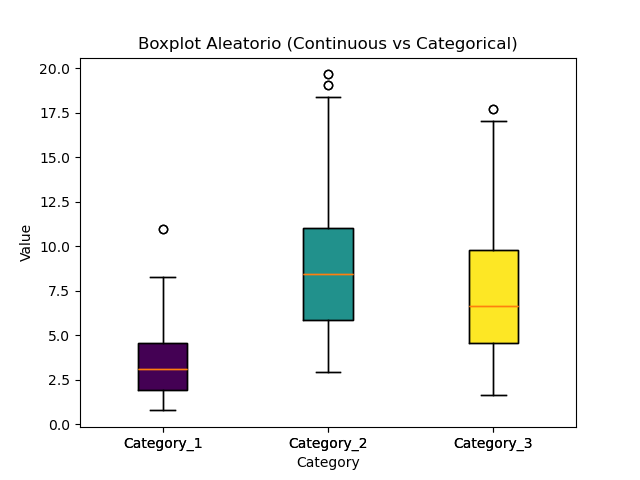 Boxplot Aleatorio (Continuous vs Categorical)
20.0
17.5
15.0
12.5
10.0
7.5
5.0
2.5
0.0
Value
Category_1 Category_2 Category_3
Category